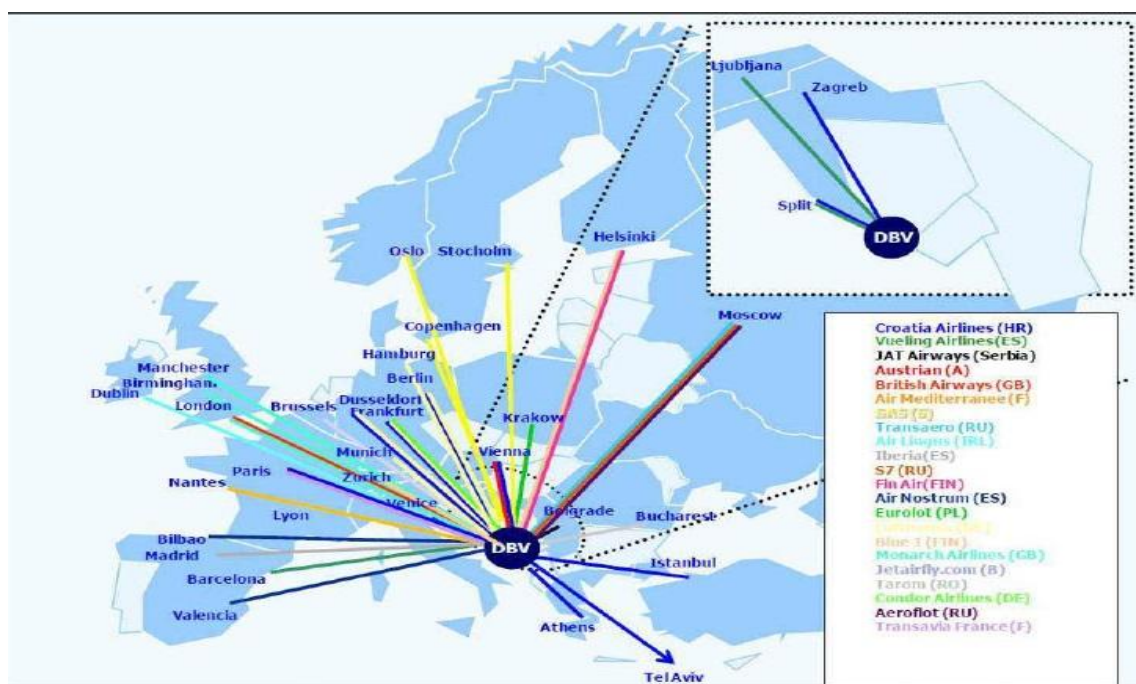 Ljubljana
Zagreb
Split
DBV
Oslo
Stocholm
Helsinki
Copenhagen
Moscow
Hamburg
Manchester
Birmingham
Berlin
Dublin
Dusseldorf
London
Brussels
Frankfurt
Krakow
Munich
Vienna
Paris
Zurich
Nantes
Venice
Lyon
Belgrade
Bucharest
Bilbao
DBV
Madrid
Istanbul
Barcelona
Valencia
Athens
Tel Aviv
Croatia Airlines (HR)
Vueling Airlines(ES)
JAT Airways (Serbia)
Austrian (A)
British Airways (GB)
Air Mediterranee (F)
SAS (S)
Transaero (RU)
Air Lingus (IRL)
Iberia(ES)
S7 (RU)
Fin Air(FIN)
Air Nostrum (ES)
Eurolot (PL)
Blue 1 (FIN)
Monarch Airlines (GB)
Jetairfly.com (B)
Tarom (RO)
Condor Airlines (DE)
Aeroflot (RU)
Transavia France(F)